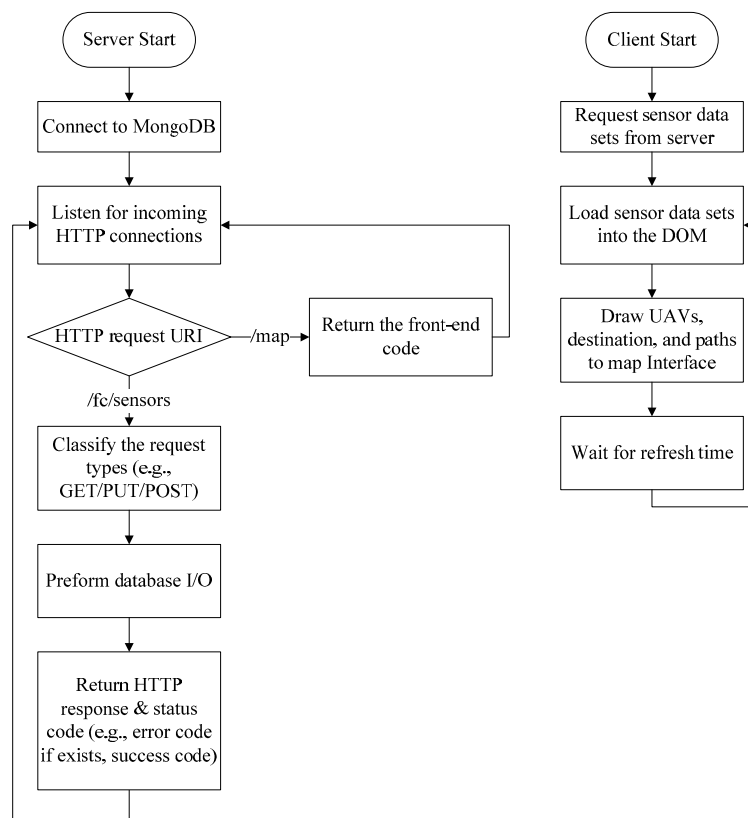 Server Start
Connect to MongoDB
Listen for incoming
HTTP connections
HTTP request URI
/map
Return the front-end
code
/fc/sensors
Classify the request
types (e.g.,
GET/PUT/POST)
Preform database I/O
Return HTTP
response & status
code (e.g., error code
if exists, success code)
Client Start
Request sensor data
sets from server
Load sensor data sets
into the DOM
Draw UAVs,
destination, and paths
to map Interface
Wait for refresh time